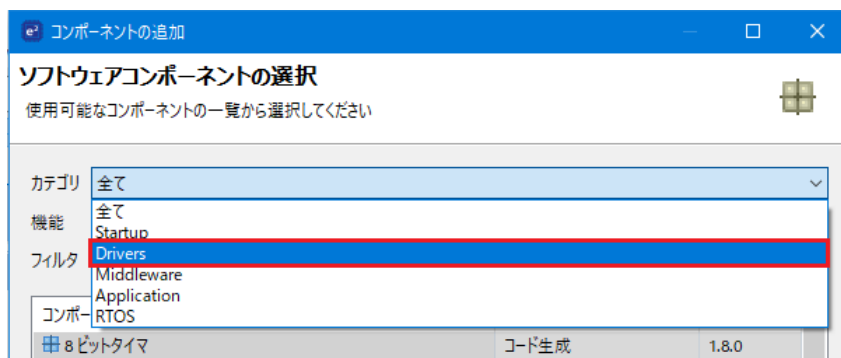 e² コンポーネントの追加
ソフトウェアコンポーネントの選択
使用可能なコンポーネントの一覧から選択してください
カテゴリ 全て
全て
機能
Startup
フィルタ Drivers
Middleware
Application
コンポー RTOS
8 ビットタイマ コード生成 1.8.0